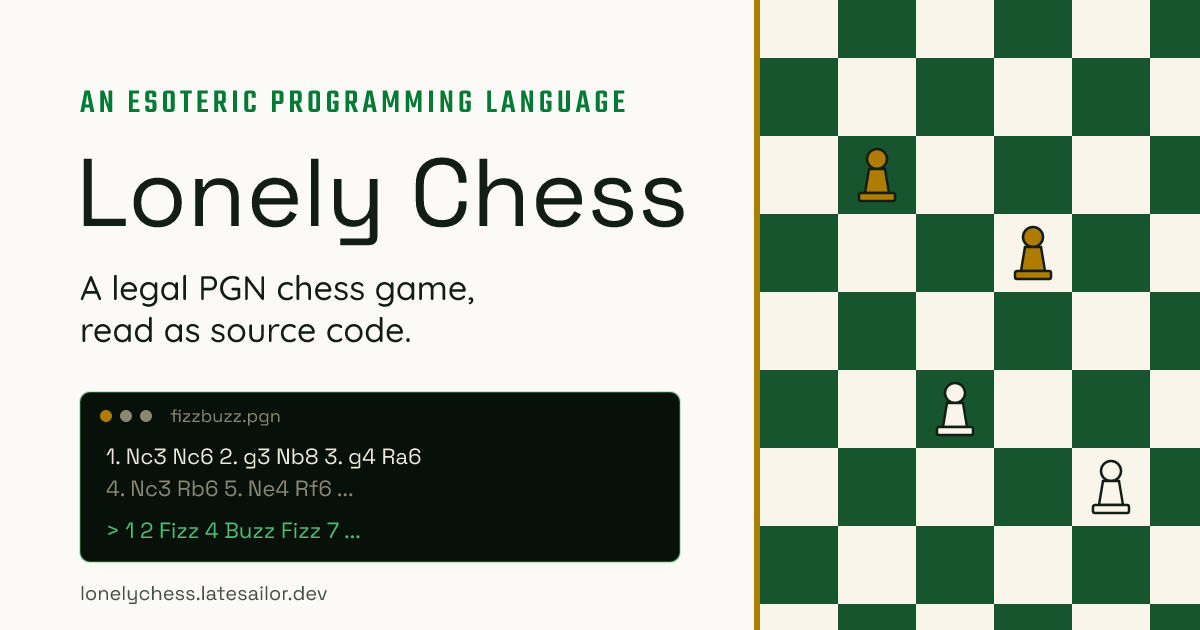 AN ESOTERIC PROGRAMMING LANGUAGE
Lonely Chess
A legal PGN chess game,
read as source code.
fizzbuzz.pgn
1. Nc3 Nc6 2. g3 Nb8 3. g4 Ra6
4. Nc3 Rb6 5. Ne4 Rf6 ...
> 1 2 Fizz 4 Buzz Fizz 7 ...
lonelychess.latesailor.dev